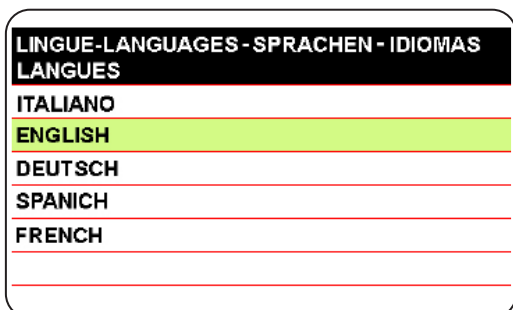 LINGUE-LANGUAGES-SPRACHEN-IDIOMAS
LANGUES
ITALIANO
ENGLISH
DEUTSCH
SPANICH
FRENCH